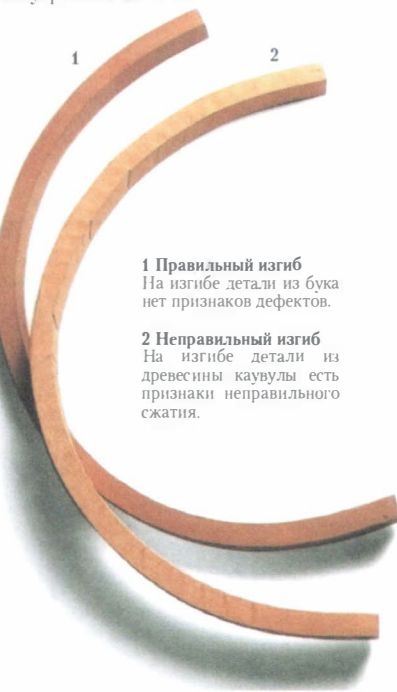 1
2
1 Правильный изгиб
На изгибе детали из бука
нет признаков дефектов.
2 Неправильный изгиб
На изгибе детали из
древесины каувулы есть
признаки неправильного
сжатия.